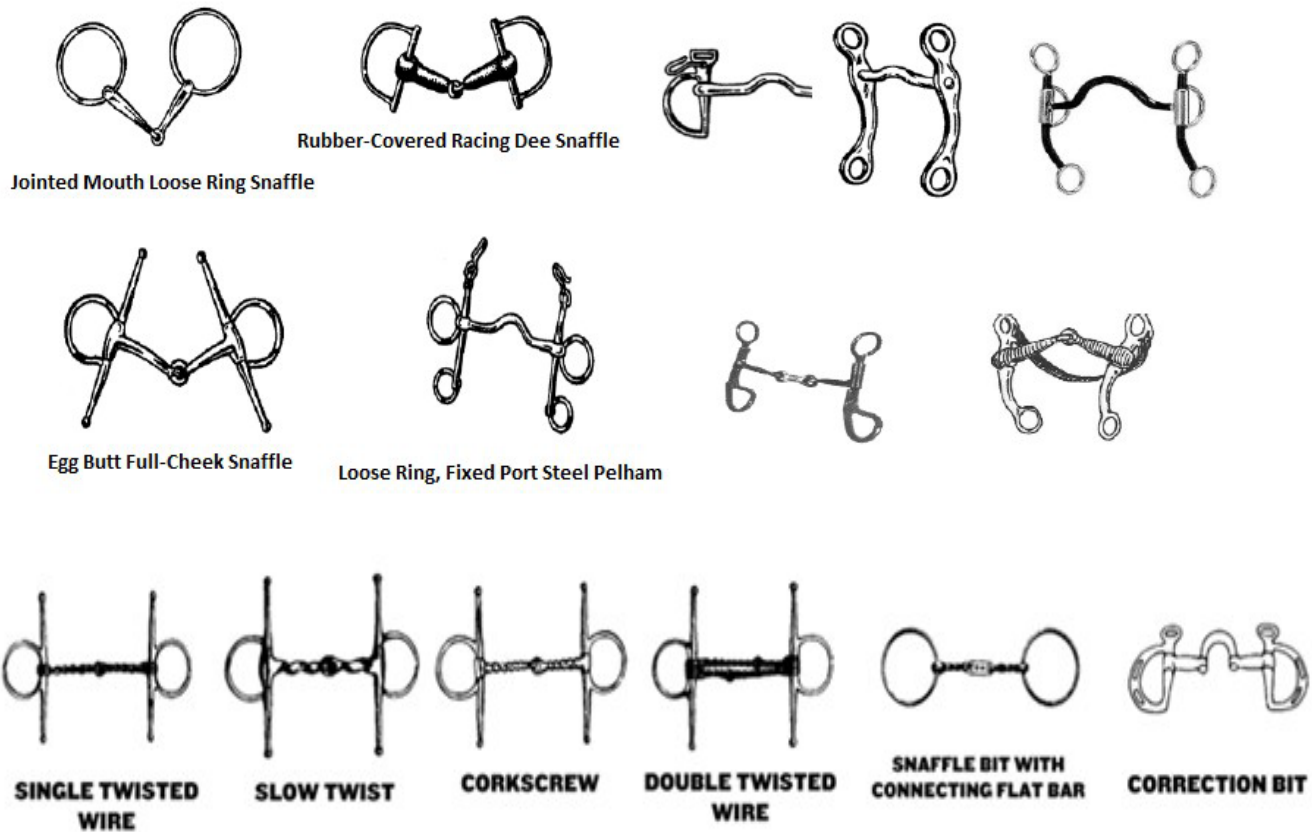 Rubber-Covered Racing Dee Snaffle
Jointed Mouth Loose Ring Snaffle
Egg Butt Full-Cheek Snaffle
Loose Ring, Fixed Port Steel Pelham
SINGLE TWISTED
WIRE
SLOW TWIST
CORKSCREW
DOUBLE TWISTED
WIRE
SNAFFLE BIT WITH
CONNECTING FLAT BAR
CORRECTION BIT